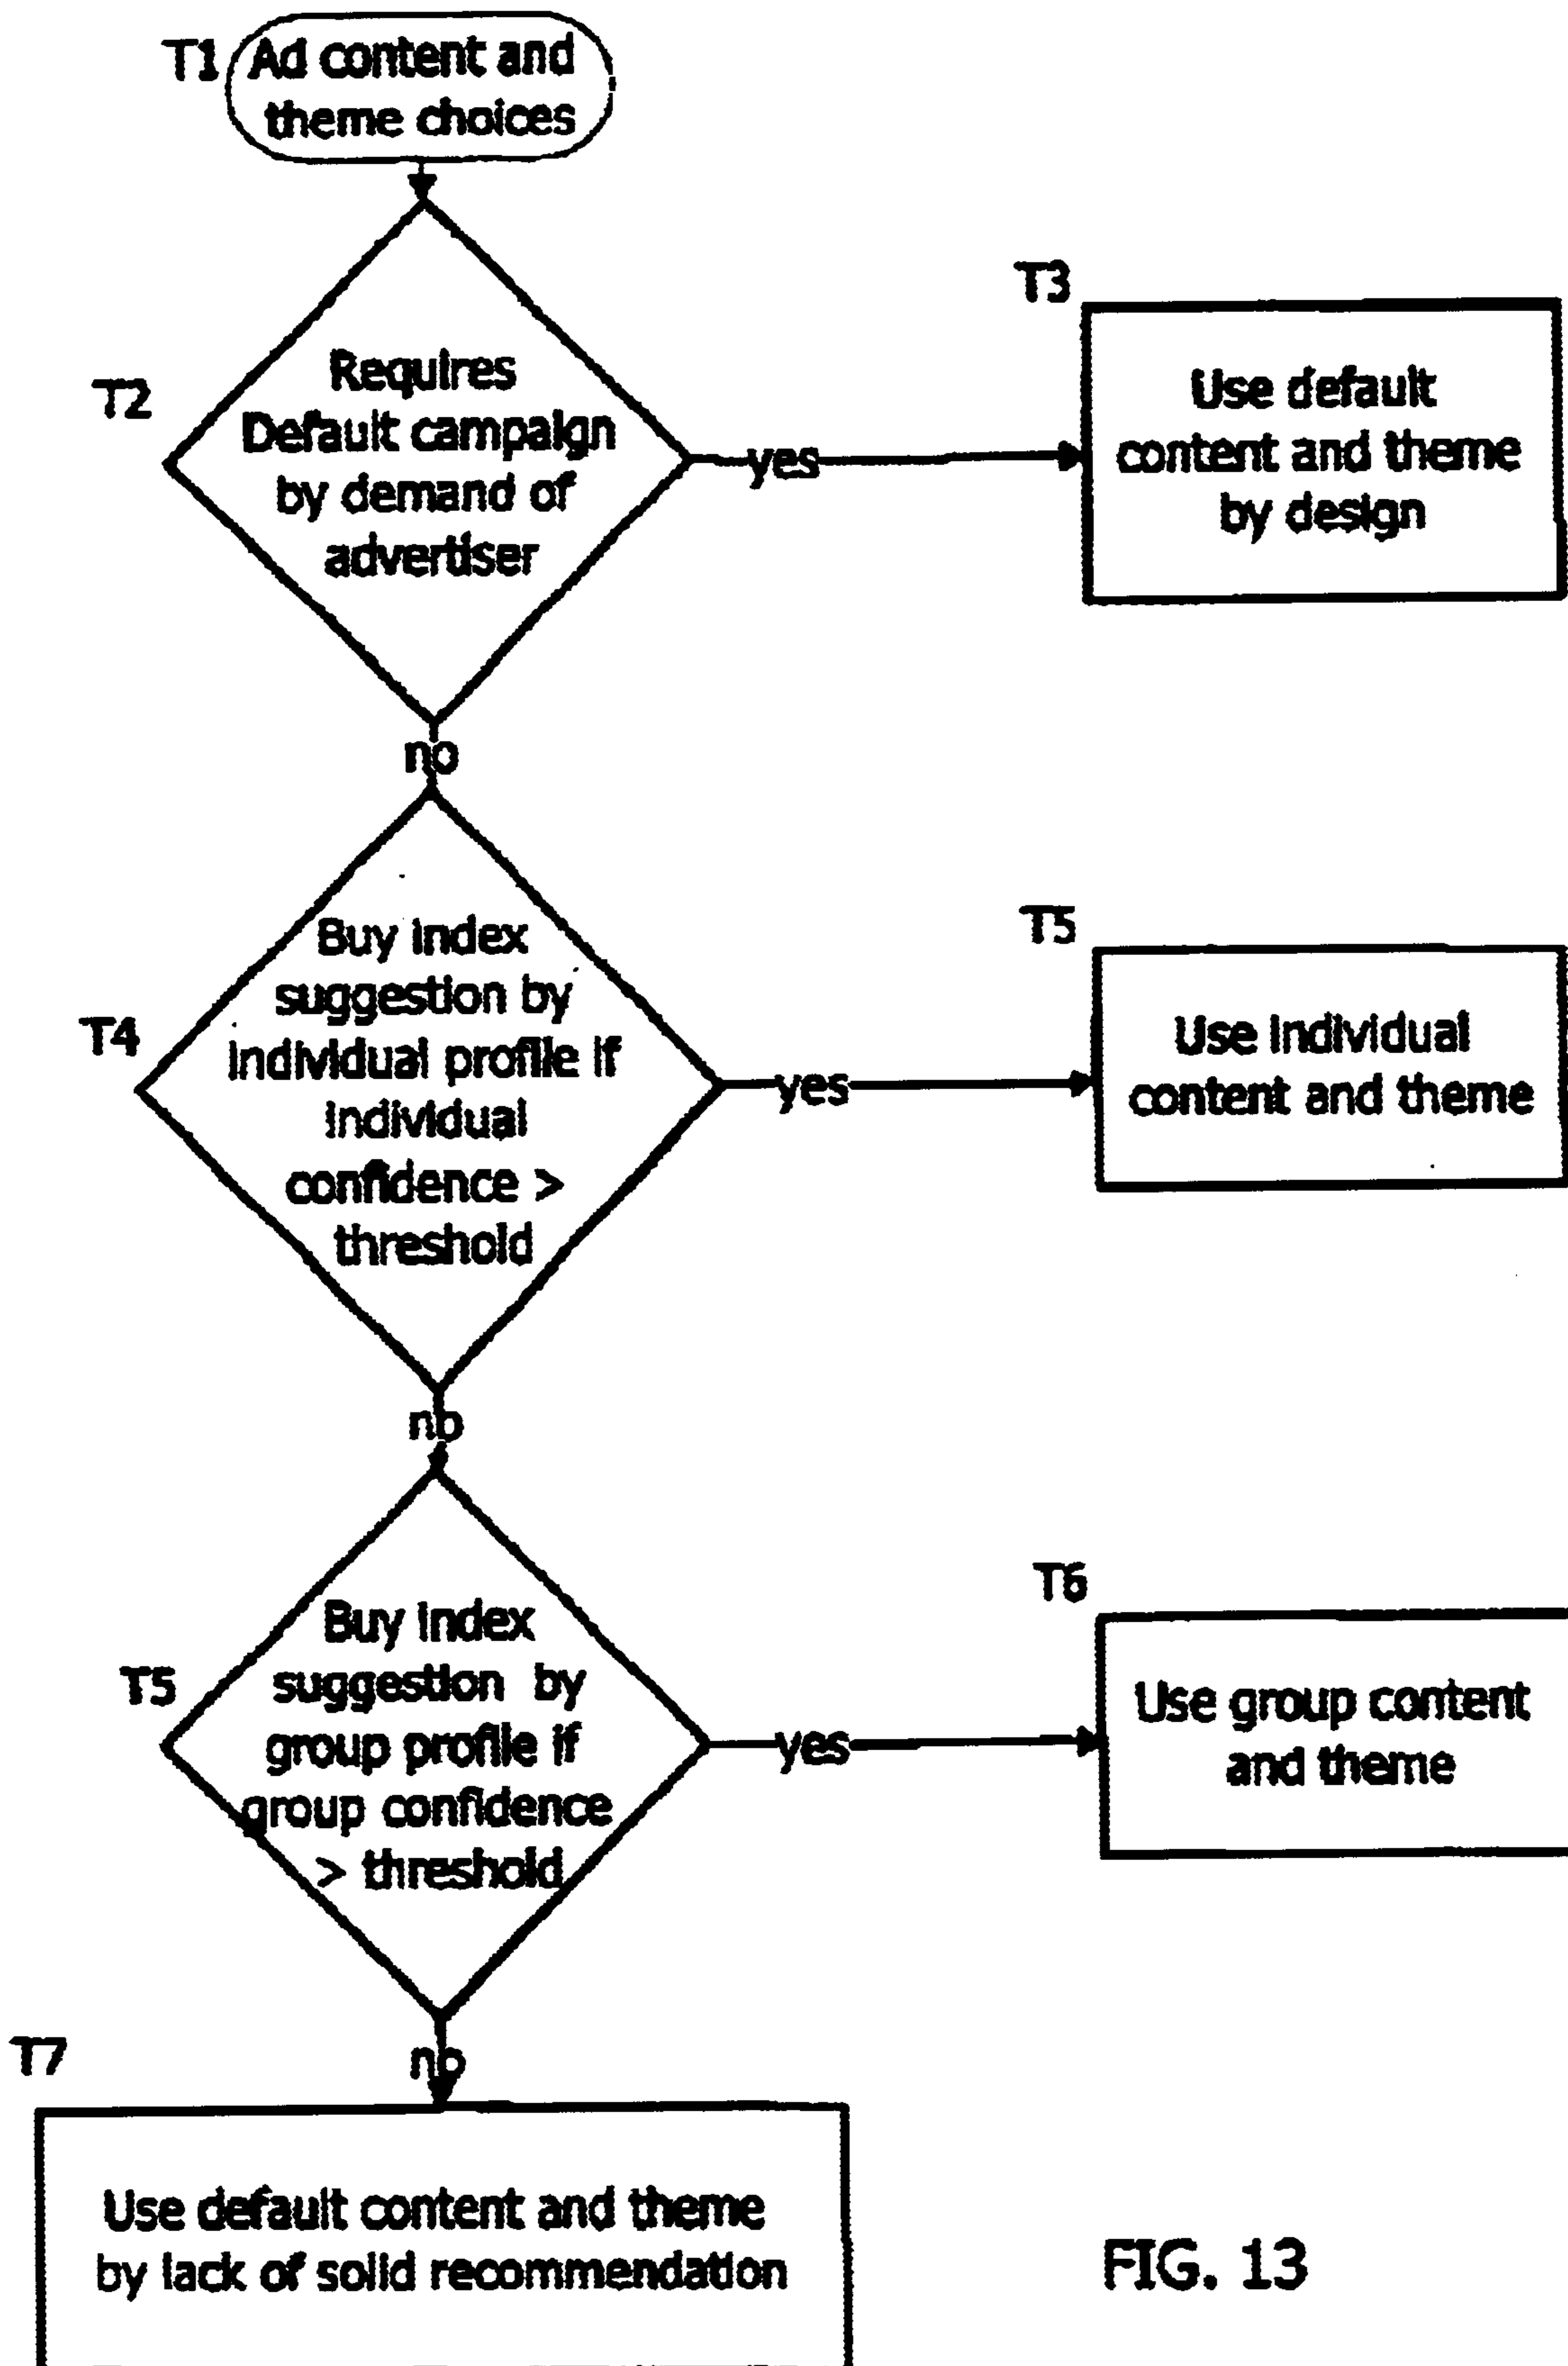 T1
Ad content and
theme choices
T2
Requires
Default campaign
by demand of
advertiser
yes
T3
Use default
content and theme
by design
no
T4
Buy index
suggestion by
individual profile if
individual
confidence >
threshold
yes
T5
Use individual
content and theme
no
T5
Buy index
suggestion by
group profile if
group confidence
> threshold
yes
T6
Use group content
and theme
no
T7
Use default content and theme
by lack of solid recommendation
FIG. 13